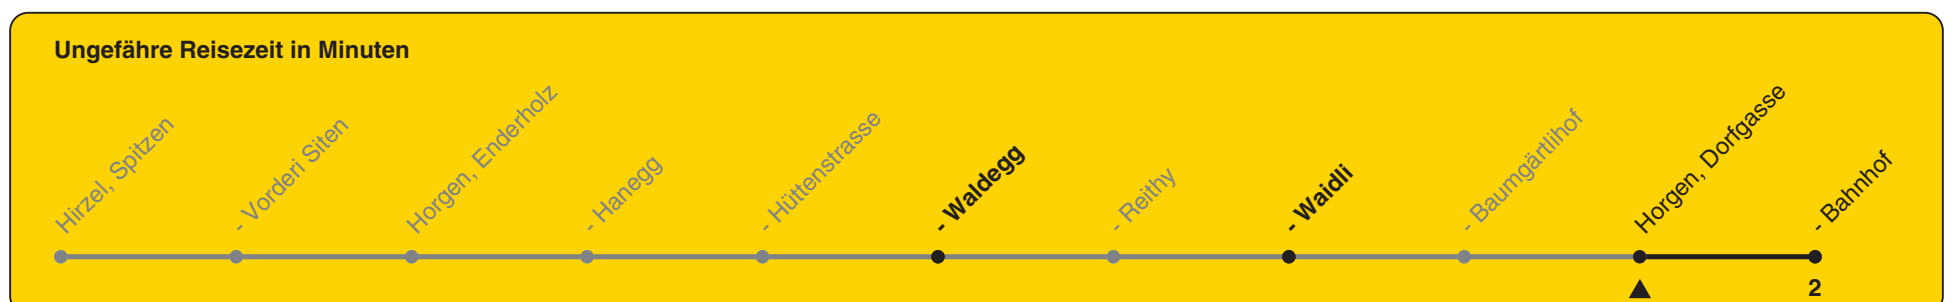 Ungefähre Reisezeit in Minuten
Hirzel, Spitzen
- Vorderi Siten
Horgen, Enderholz
- Hanegg
- Hüttenstrasse
- Waldegg
- Reithy
- Waidli
- Baumgärtlihof
Horgen, Dorfgasse
- Bahnhof
2